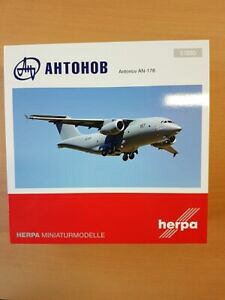 1:200
АНТОНОВ
Antonov AN-178
HERPA MINIATURMODELLE
herpa